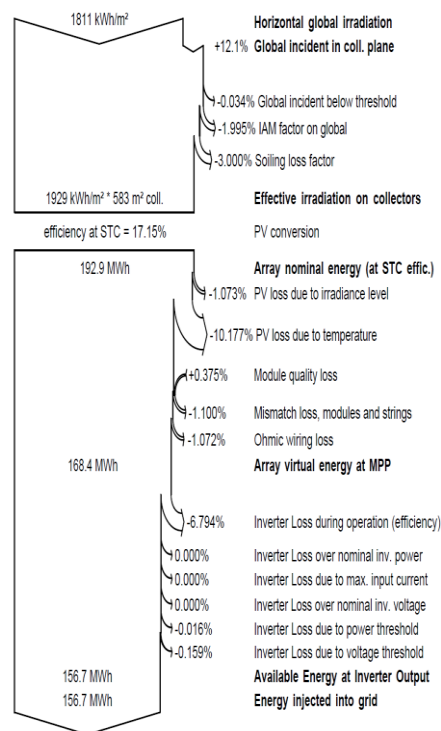 1811 kWh/m² Horizontal global irradiation
+12.1% Global incident in coll. plane
-0.034% Global incident below threshold
-1.995% IAM factor on global
-3.000% Soiling loss factor
1929 kWh/m² * 583 m² coll. Effective irradiation on collectors
efficiency at STC = 17.15% PV conversion
192.9 MWh Array nominal energy (at STC effic.)
-1.073% PV loss due to irradiance level
-10.177% PV loss due to temperature
+0.375% Module quality loss
-1.100% Mismatch loss, modules and strings
-1.072% Ohmic wiring loss
168.4 MWh Array virtual energy at MPP
-6.794% Inverter Loss during operation (efficiency)
0.000% Inverter Loss over nominal inv. power
0.000% Inverter Loss due to max. input current
0.000% Inverter Loss over nominal inv. voltage
-0.016% Inverter Loss due to power threshold
-0.159% Inverter Loss due to voltage threshold
156.7 MWh Available Energy at Inverter Output
156.7 MWh Energy injected into grid